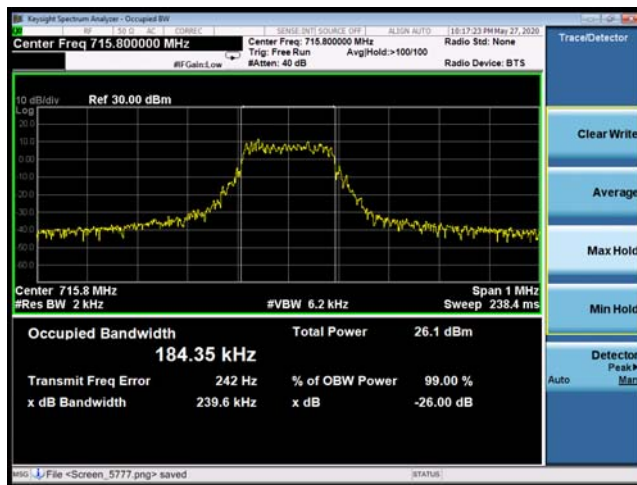 Keysight Spectrum Analyzer - Occupied BW
RF 50 Ω AC CORREC SENSE:INT SOURCE OFF ALIGN AUTO 10:17:23 PM May 27, 2020
Center Freq 715.800000 MHz
Center Freq: 715.800000 MHz
Radio Std: None
Trig: Free Run Avg|Hold:>100/100
#IFGain:Low #Atten: 40 dB Radio Device: BTS
Trace/Detector
10 dB/div Ref 30.00 dBm
Log
20.0
10.0
0.00
-10.0
-20.0
-30.0
-40.0
-50.0
-60.0
Center 715.8 MHz Span 1 MHz
#Res BW 2 kHz #VBW 6.2 kHz Sweep 238.4 ms
Occupied Bandwidth Total Power 26.1 dBm
184.35 kHz
Transmit Freq Error 242 Hz % of OBW Power 99.00 %
x dB Bandwidth 239.6 kHz x dB -26.00 dB
Clear Write
Average
Max Hold
Min Hold
Detector
Peak
Auto Man
MSG File <Screen_5777.png> saved STATUS